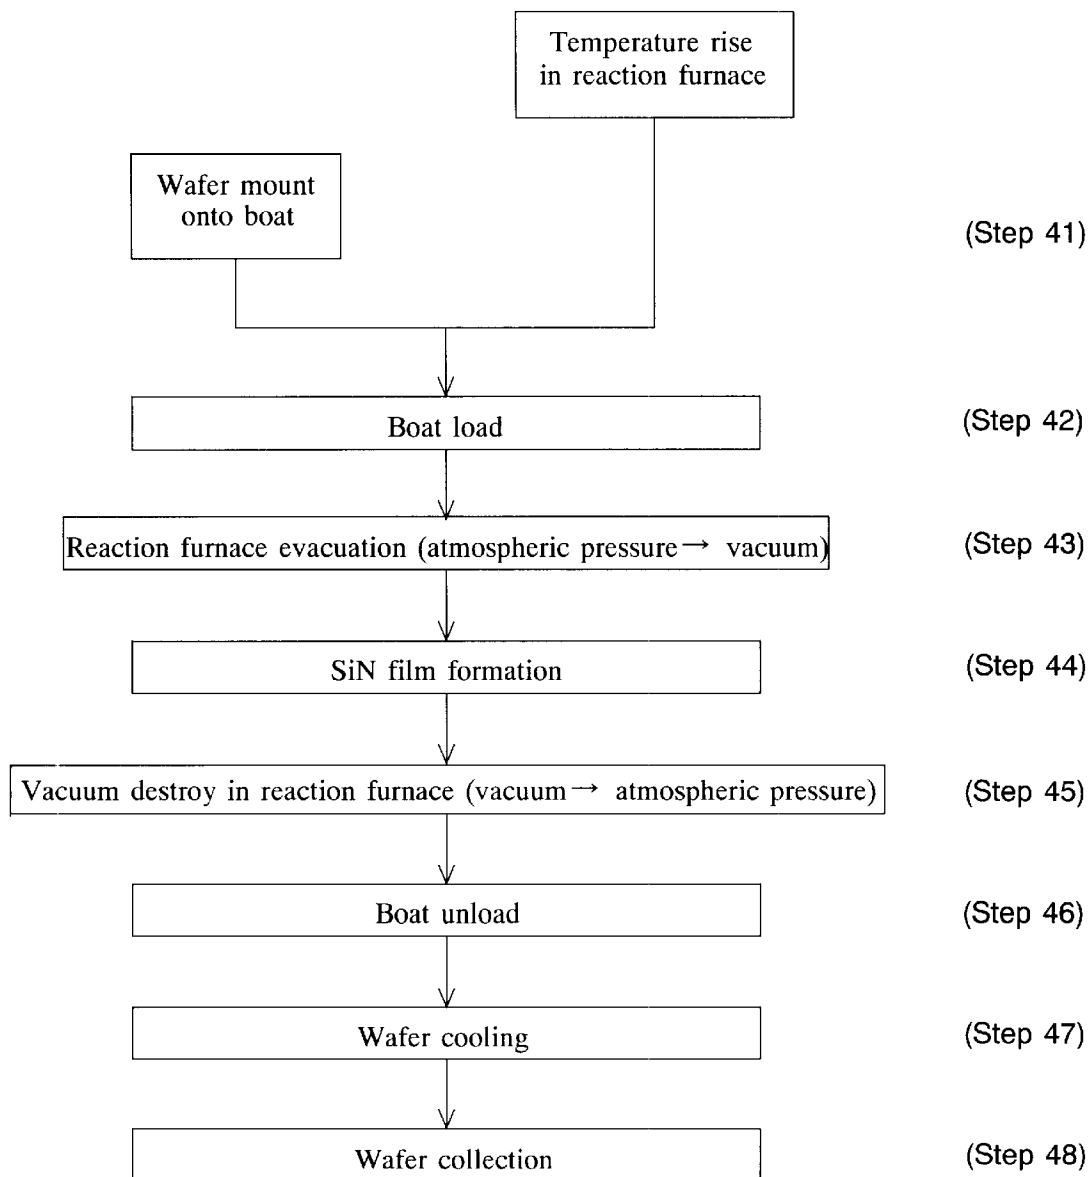 Temperature rise
in reaction furnace
Wafer mount
onto boat
(Step 41)
Boat load
(Step 42)
Reaction furnace evacuation (atmospheric pressure→ vacuum)
(Step 43)
SiN film formation
(Step 44)
Vacuum destroy in reaction furnace (vacuum→ atmospheric pressure)
(Step 45)
Boat unload
(Step 46)
Wafer cooling
(Step 47)
Wafer collection
(Step 48)